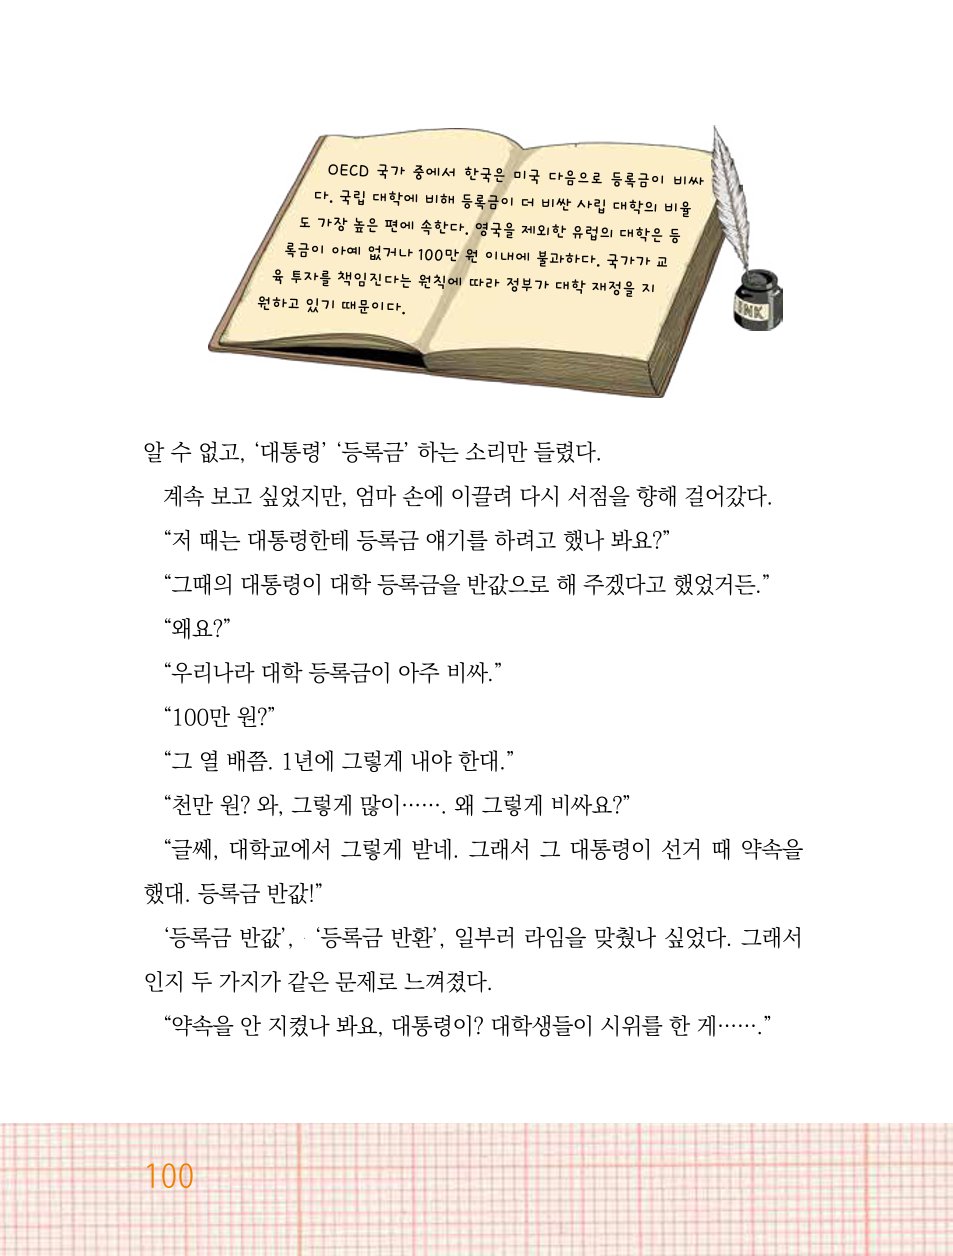 OECD 국가 중에서 한국은 미국 다음으로 등록금이 비싸
다. 국립 대학에 비해 등록금이 더 비싼 사립 대학의 비율
도 가장 높은 편에 속한다. 영국을 제외한 유럽의 대학은 등
록금이 아예 없거나 100만 원 이내에 불과하다. 국가가 교
육 투자를 책임진다는 원칙에 따라 정부가 대학 재정을 지
원하고 있기 때문이다.
INK
알 수 없고, ‘대통령’ ‘등록금’ 하는 소리만 들렸다.
계속 보고 싶었지만, 엄마 손에 이끌려 다시 서점을 향해 걸어갔다.
“저 때는 대통령한테 등록금 얘기를 하려고 했나 봐요?”
“그때의 대통령이 대학 등록금을 반값으로 해 주겠다고 했었거든.”
“왜요?”
“우리나라 대학 등록금이 아주 비싸.”
“100만 원?”
“그 열 배쯤. 1년에 그렇게 내야 한대.”
“천만 원? 와, 그렇게 많이……. 왜 그렇게 비싸요?”
“글쎄, 대학교에서 그렇게 받네. 그래서 그 대통령이 선거 때 약속을
했대. 등록금 반값!”
‘등록금 반값’, ‘등록금 반환’, 일부러 라임을 맞췄나 싶었다. 그래서
인지 두 가지가 같은 문제로 느껴졌다.
“약속을 안 지켰나 봐요, 대통령이? 대학생들이 시위를 한 게…….”
100